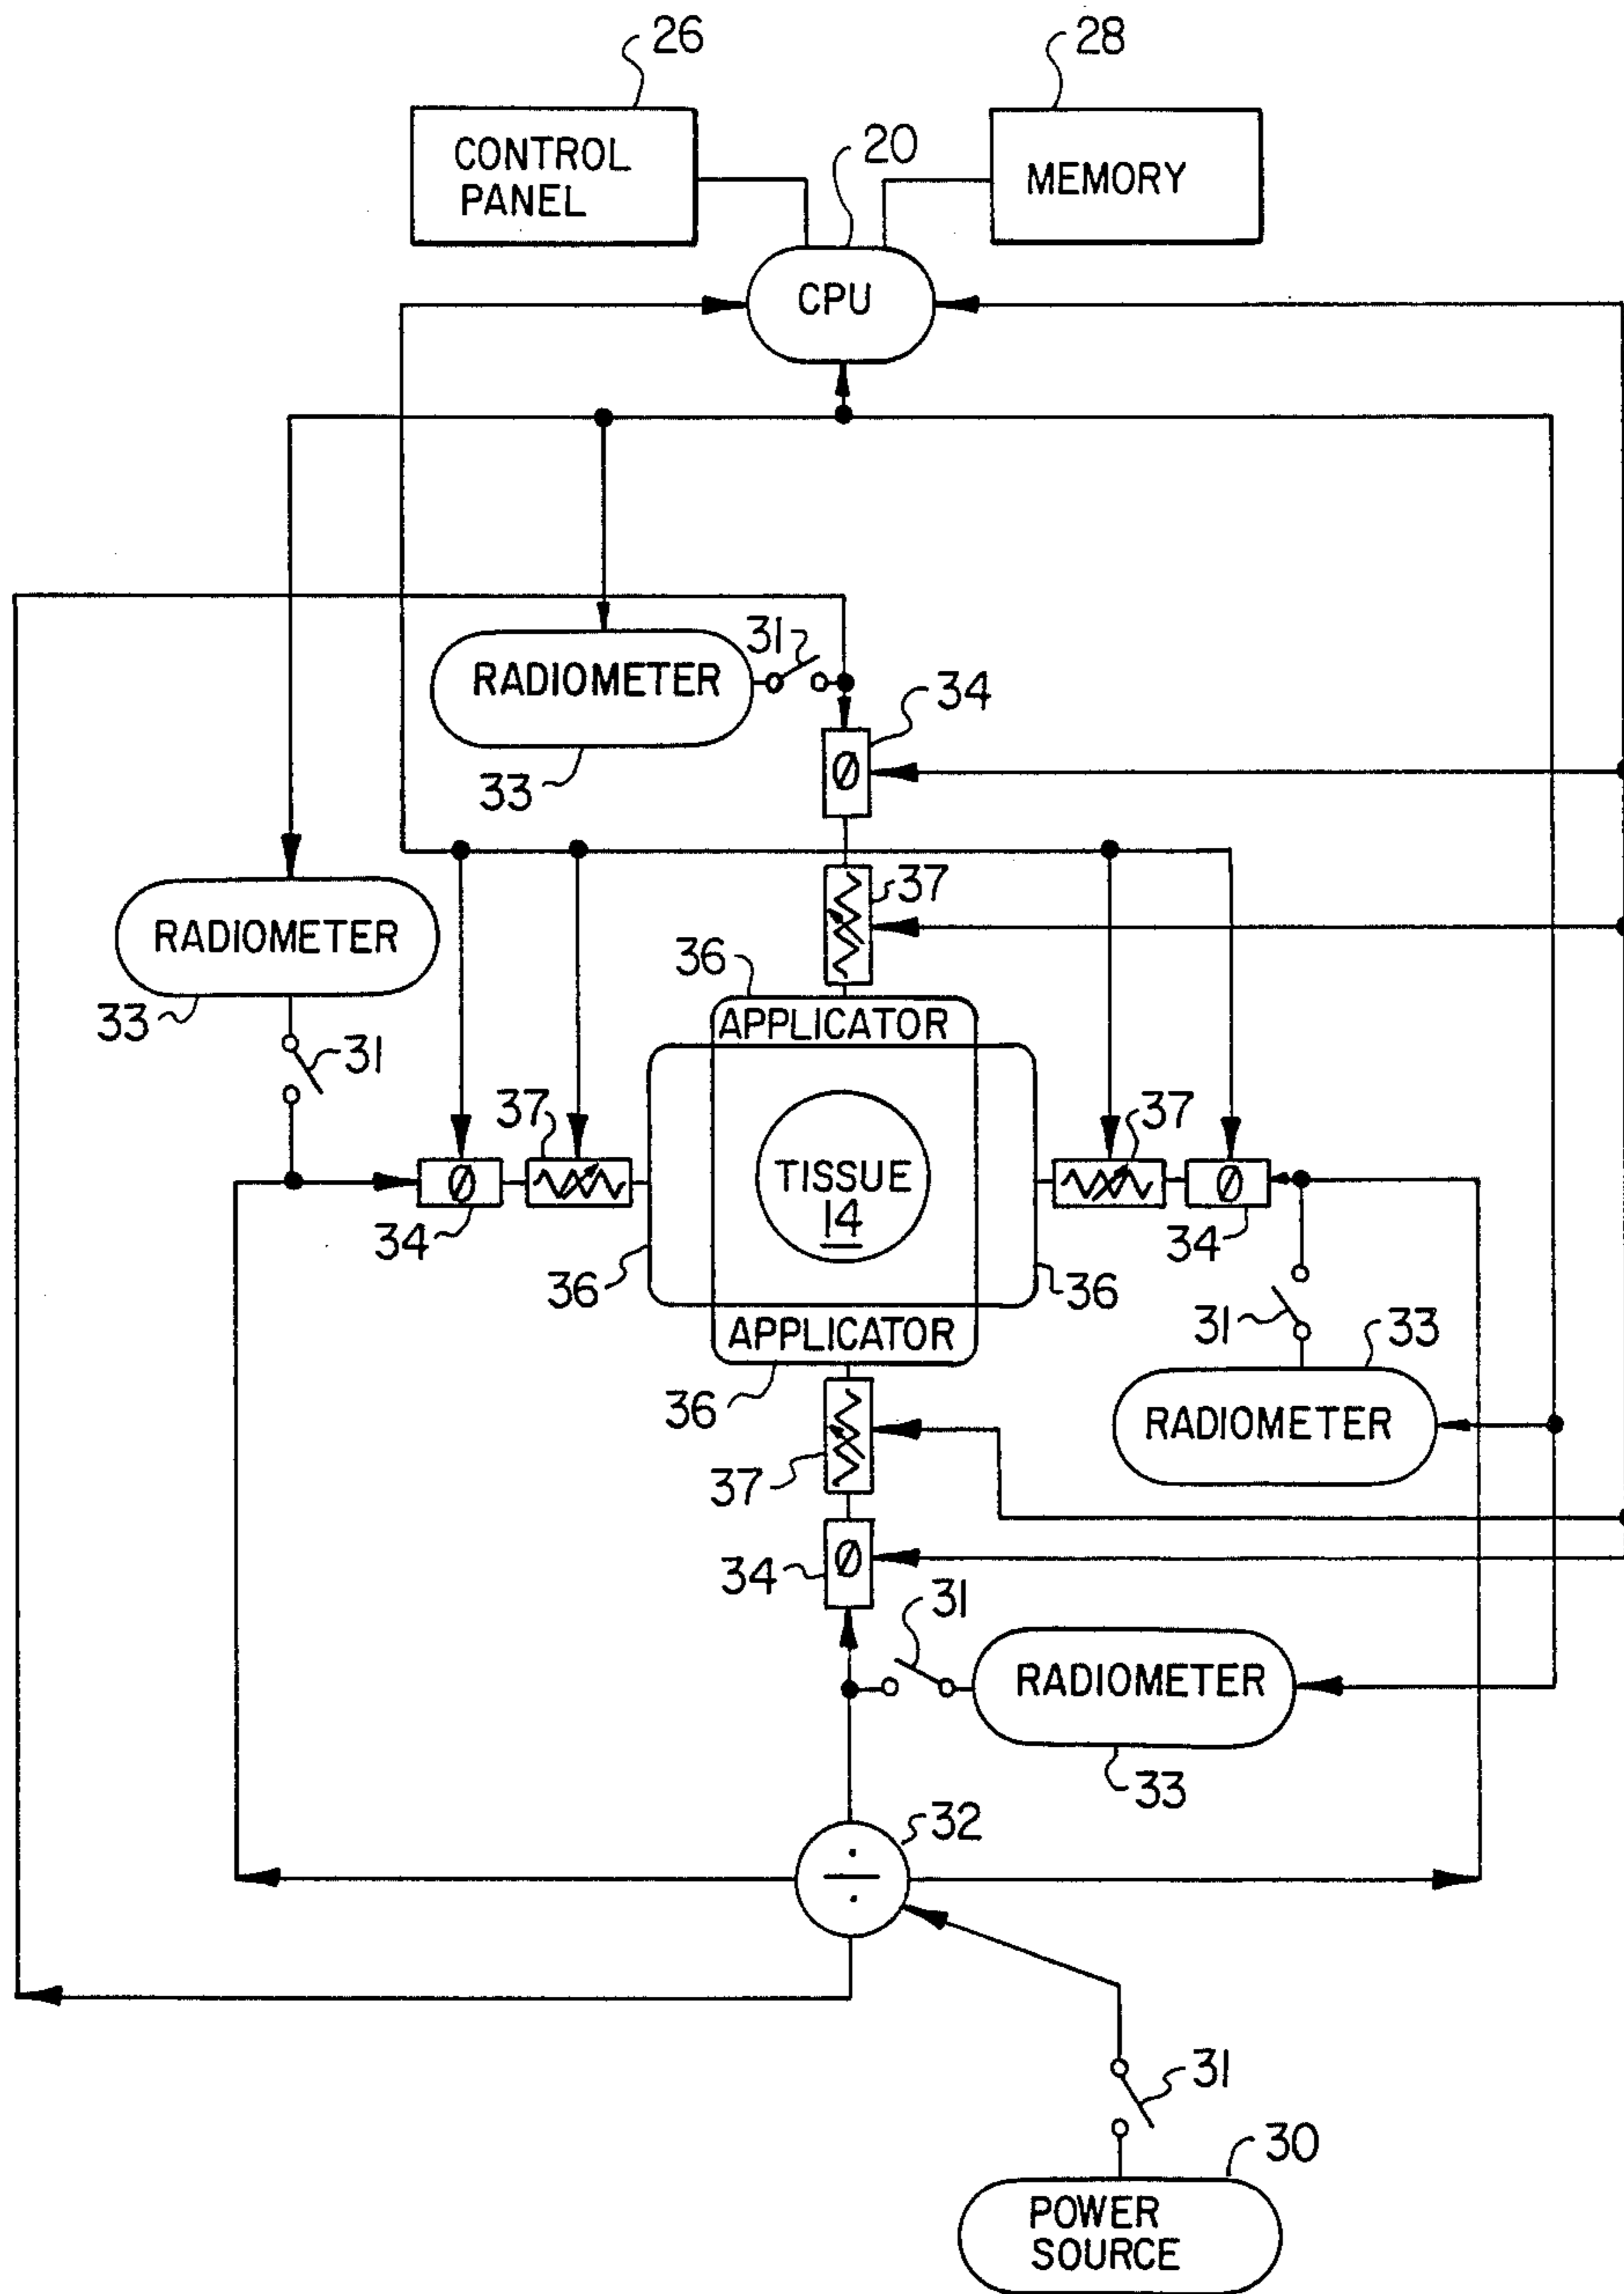 26
28
CONTROL
PANEL
20
MEMORY
CPU
31
RADIOMETER
34
Ø
33
37
RADIOMETER
36
33
APPLICATOR
31
37
37
Ø
TISSUE
14
Ø
34
34
36
36
31
33
APPLICATOR
36
RADIOMETER
37
Ø
34
31
RADIOMETER
33
32
÷
31
30
POWER
SOURCE